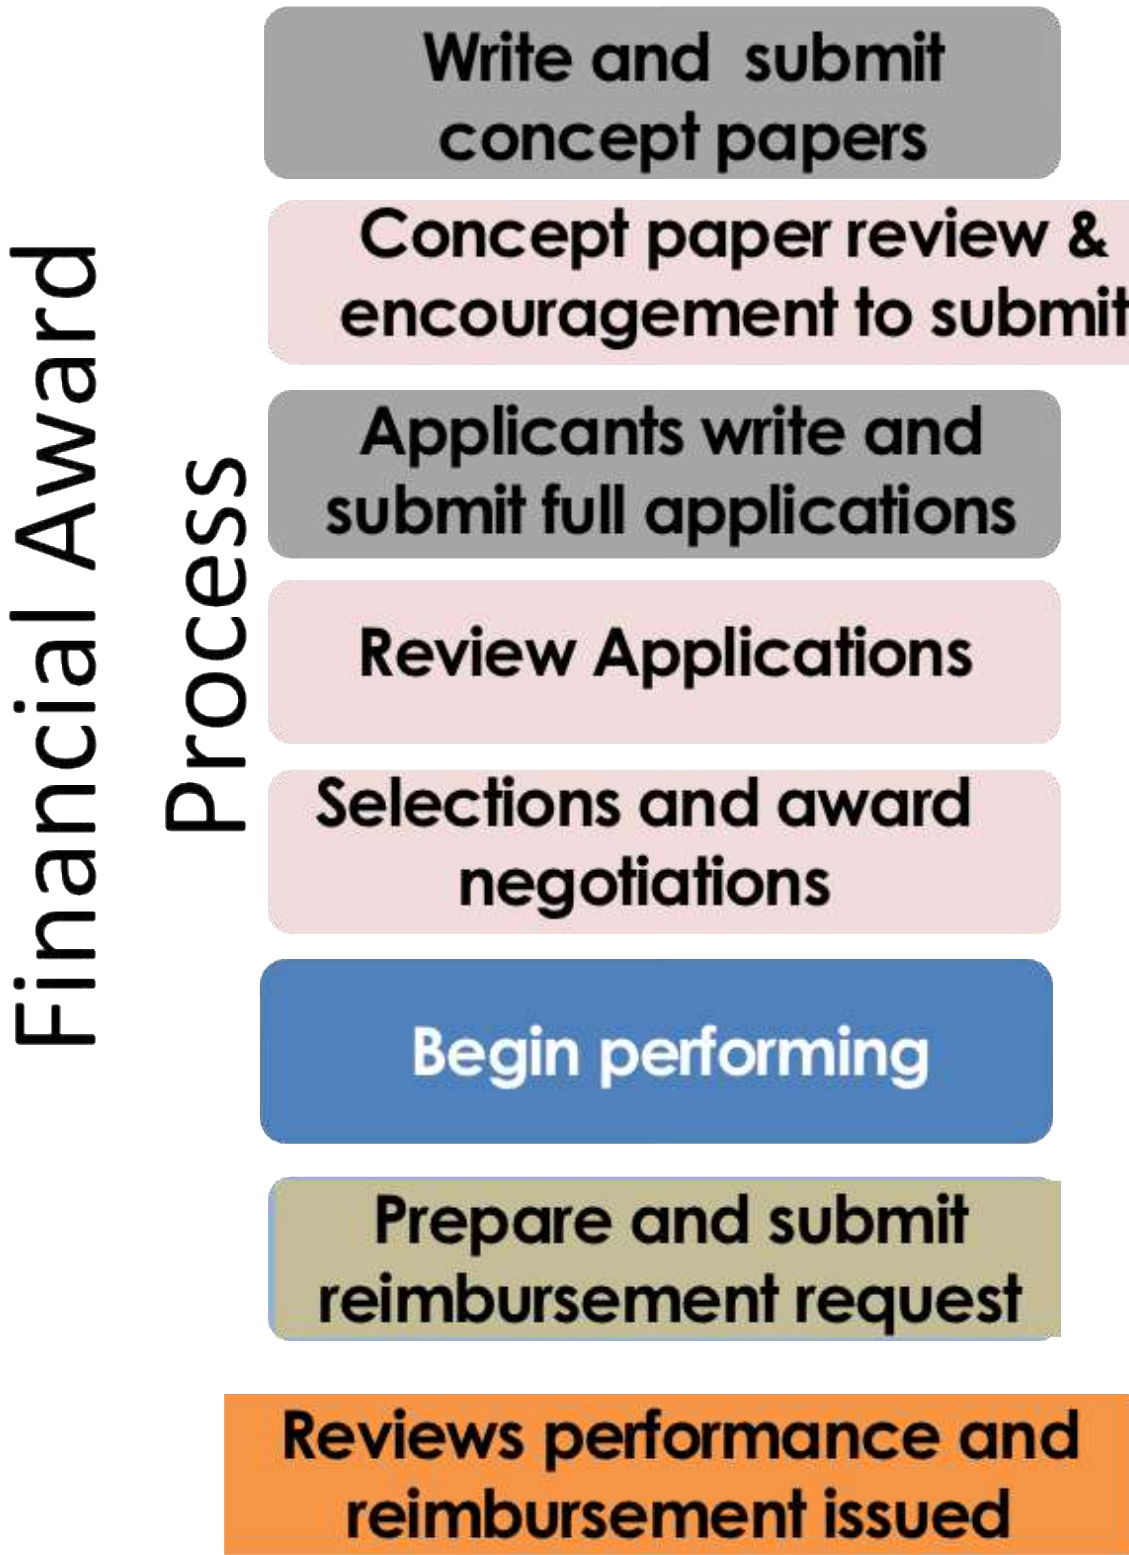 Financial Award
Process
Write and submit
concept papers
Concept paper review &
encouragement to submit
Applicants write and
submit full applications
Review Applications
Selections and award
negotiations
Begin performing
Prepare and submit
reimbursement request
Reviews performance and
reimbursement issued